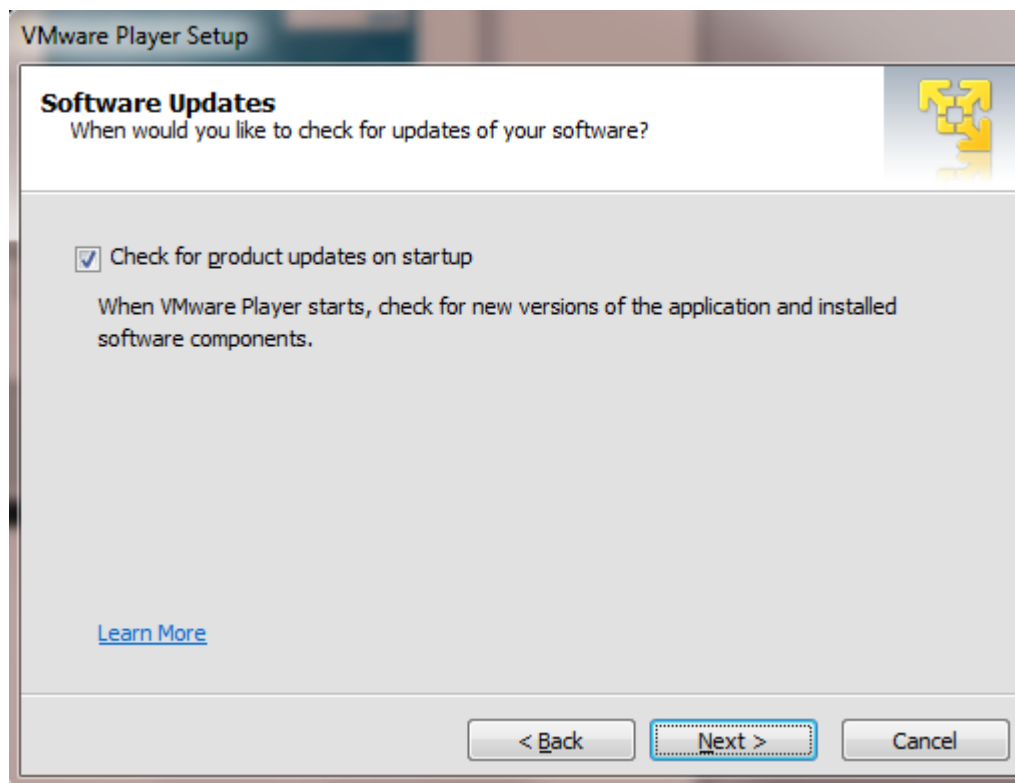 VMware Player Setup
Software Updates
When would you like to check for updates of your software?
Check for product updates on startup
When VMware Player starts, check for new versions of the application and installed
software components.
Learn More
< Back
Next >
Cancel